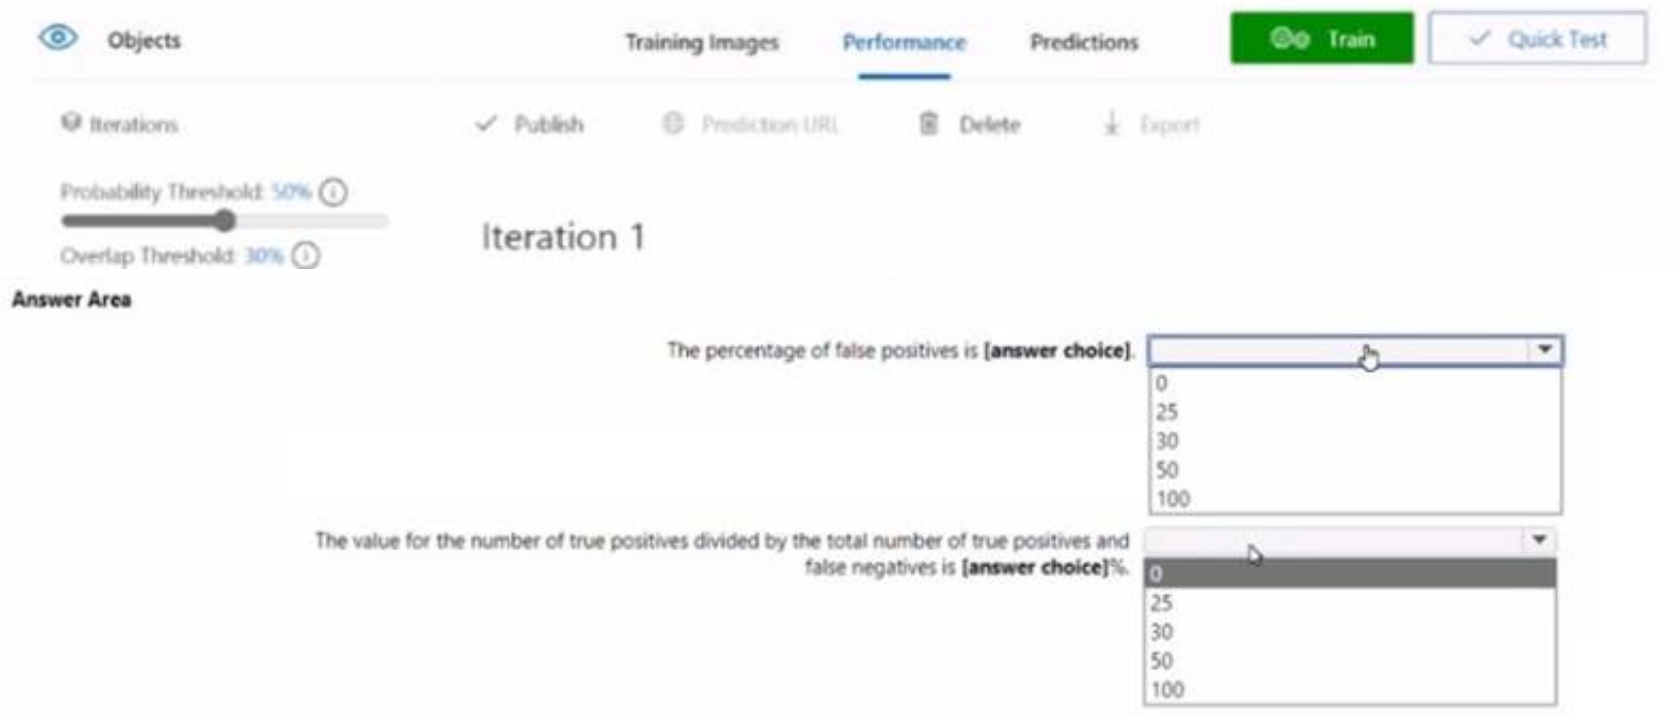 Objects
Training Images
Performance
Predictions
Train
Quick Test
Iterations
Publish
Prediction URL
Delete
Export
Probability Threshold: 50%
Iteration 1
Overlap Threshold: 30%
Answer Area
The percentage of false positives is [answer choice].
0
25
30
50
100
The value for the number of true positives divided by the total number of true positives and
false negatives is [answer choice]%.
0
25
30
50
100